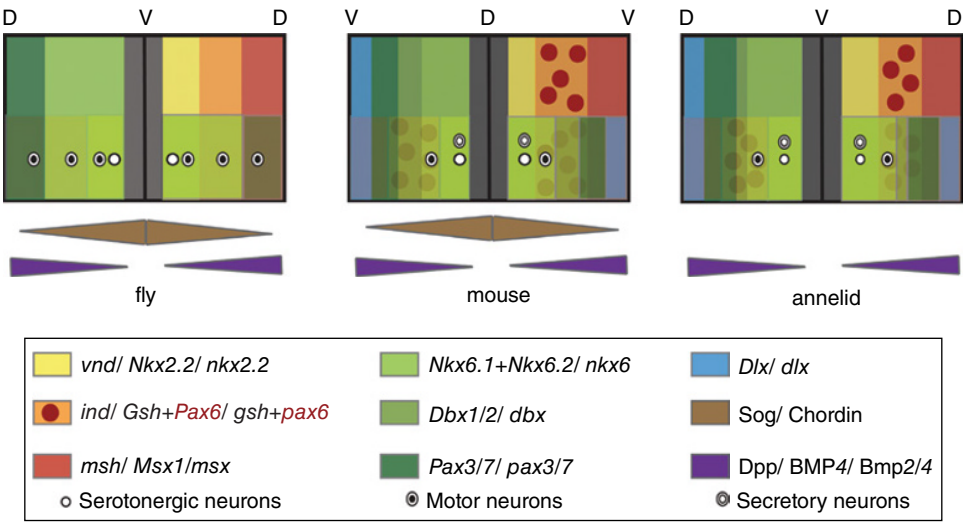 D V D
V D V
D V D
fly
mouse
annelid
vnd/ Nkx2.2/ nkx2.2
Nkx6.1+Nkx6.2/ nkx6
Dlx/ dlx
ind/ Gsh+Pax6/ gsh+pax6
Dbx1/2/ dbx
Sog/ Chordin
msh/ Msx1/msx
Pax3/7/ pax3/7
Dpp/ BMP4/ Bmp2/4
Serotonergic neurons
Motor neurons
Secretory neurons